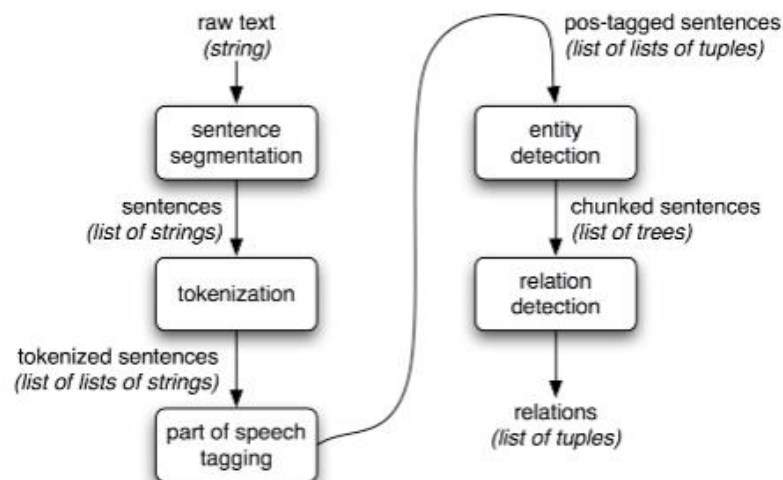 raw text
(string)
sentence
segmentation
sentences
(list of strings)
tokenization
tokenized sentences
(list of lists of strings)
part of speech
tagging
pos-tagged sentences
(list of lists of tuples)
entity
detection
chunked sentences
(list of trees)
relation
detection
relations
(list of tuples)